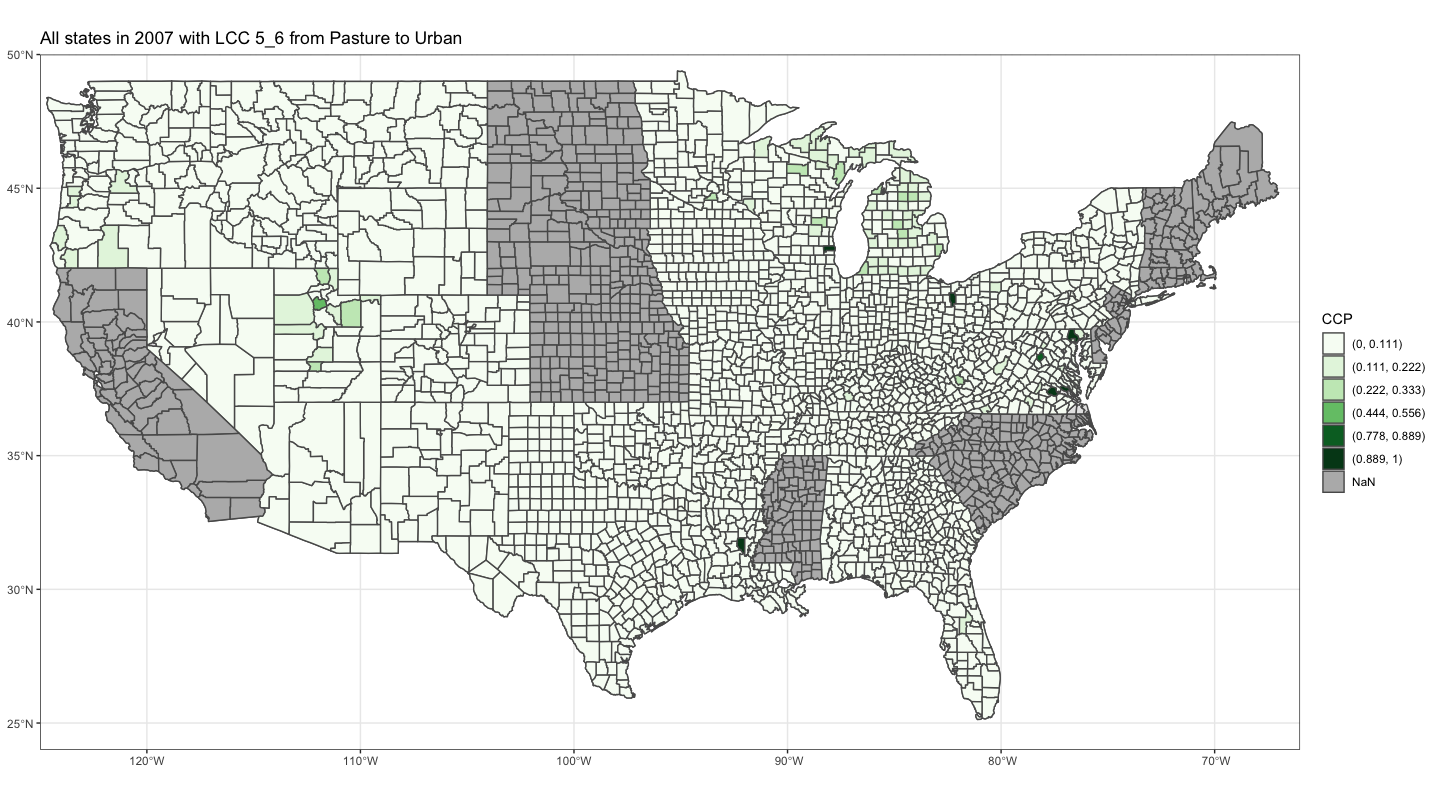 All states in 2007 with LCC 5_6 from Pasture to Urban
50°N
45°N
40°N
35°N
30°N
25°N
120°W
110°W
100°W
90°W
80°W
70°W
CCP
(0, 0.111)
(0.111, 0.222)
(0.222, 0.333)
(0.444, 0.556)
(0.778, 0.889)
(0.889, 1)
NaN